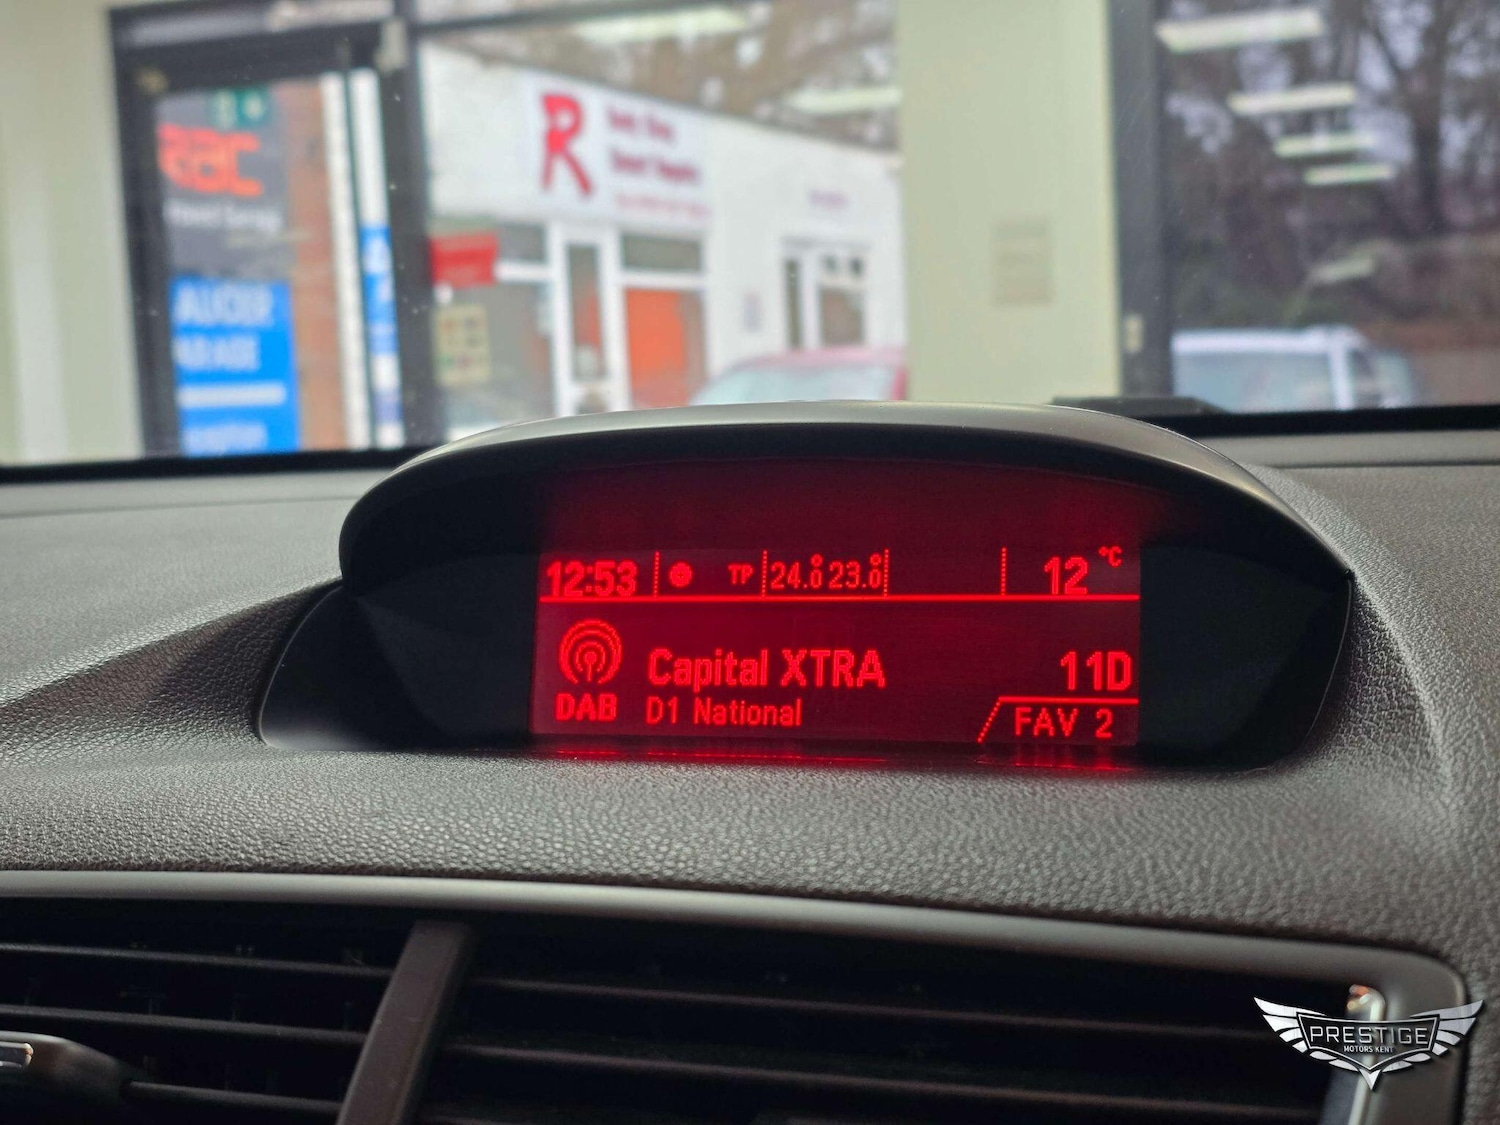 rac
R
12:53 TP 24.0 23.0 12 °C
Capital XTRA 11D
DAB D1 National FAV 2
PRESTIGE
MOTORS KENT